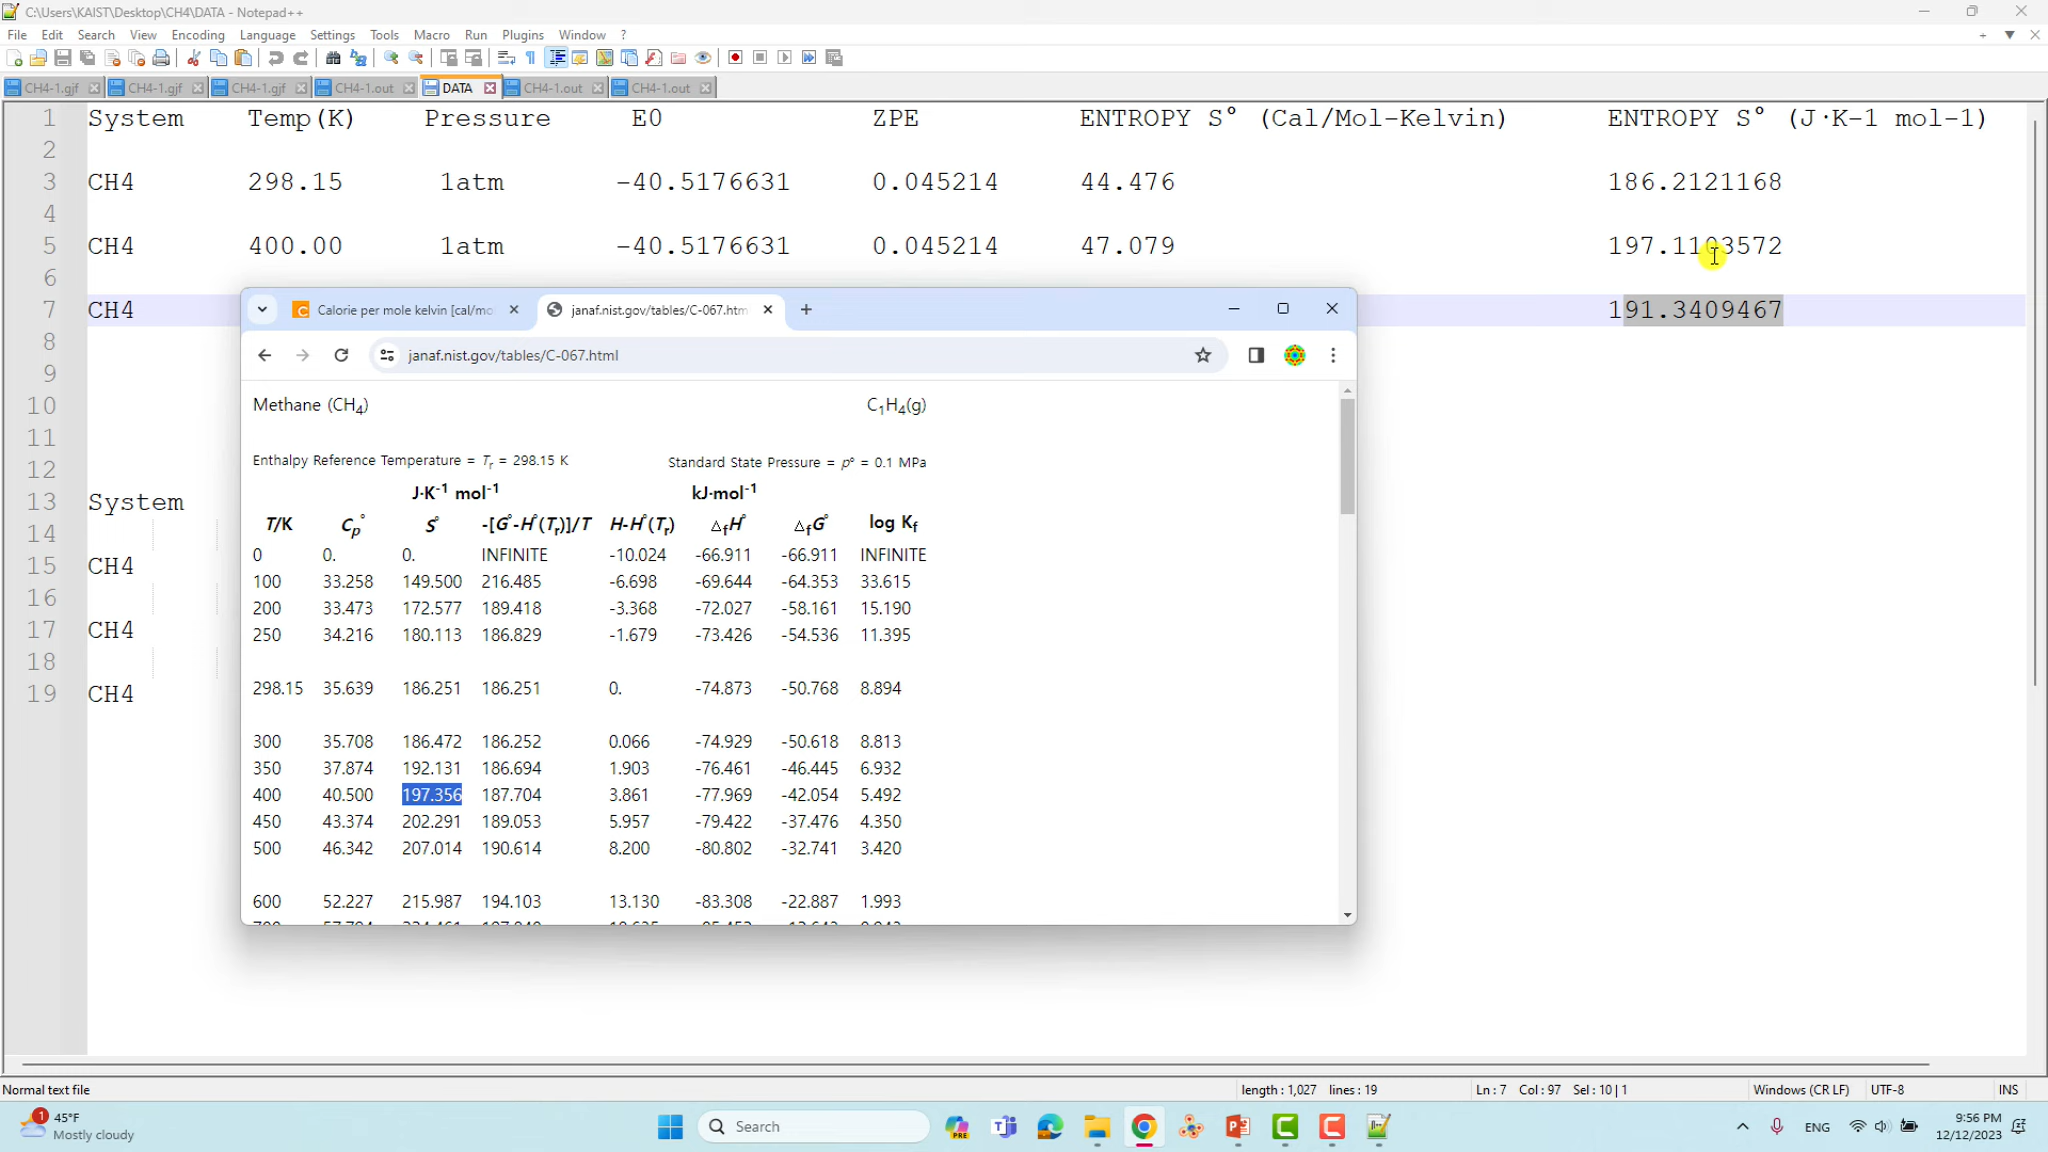 C:\Users\KAIST\Desktop\CH4\DATA - Notepad++
File Edit Search View Encoding Language Settings Tools Macro Run Plugins Window ?
CH4-1.gjf CH4-1.gjf CH4-1.gjf CH4-1.out DATA CH4-1.out CH4-1.out
1 System Temp(K) Pressure E0 ZPE ENTROPY S° (Cal/Mol-Kelvin) ENTROPY S° (J·K-1 mol-1)
2
3 CH4 298.15 1atm -40.5176631 0.045214 44.476 186.2121168
4
5 CH4 400.00 1atm -40.5176631 0.045214 47.079 197.1103572
6
7 CH4 191.3409467
8
9
10
11
12
13 System
14
15 CH4
16
17 CH4
18
19 CH4
Calorie per mole kelvin [cal/mo janaf.nist.gov/tables/C-067.htm
janaf.nist.gov/tables/C-067.html
Methane (CH4) C1H4(g)
Enthalpy Reference Temperature = Tr = 298.15 K Standard State Pressure = p° = 0.1 MPa
J·K-1 mol-1 kJ·mol-1
T/K Cp° S° -[G°-H°(Tr)]/T H-H°(Tr) △fH° △fG° log Kf
0 0. 0. INFINITE -10.024 -66.911 -66.911 INFINITE
100 33.258 149.500 216.485 -6.698 -69.644 -64.353 33.615
200 33.473 172.577 189.418 -3.368 -72.027 -58.161 15.190
250 34.216 180.113 186.829 -1.679 -73.426 -54.536 11.395
298.15 35.639 186.251 186.251 0. -74.873 -50.768 8.894
300 35.708 186.472 186.252 0.066 -74.929 -50.618 8.813
350 37.874 192.131 186.694 1.903 -76.461 -46.445 6.932
400 40.500 197.356 187.704 3.861 -77.969 -42.054 5.492
450 43.374 202.291 189.053 5.957 -79.422 -37.476 4.350
500 46.342 207.014 190.614 8.200 -80.802 -32.741 3.420
600 52.227 215.987 194.103 13.130 -83.308 -22.887 1.993
Normal text file length : 1,027 lines : 19 Ln : 7 Col : 97 Sel : 10 | 1 Windows (CR LF) UTF-8 INS
1 45°F
Mostly cloudy
Search
PRE
ENG
9:56 PM
12/12/2023